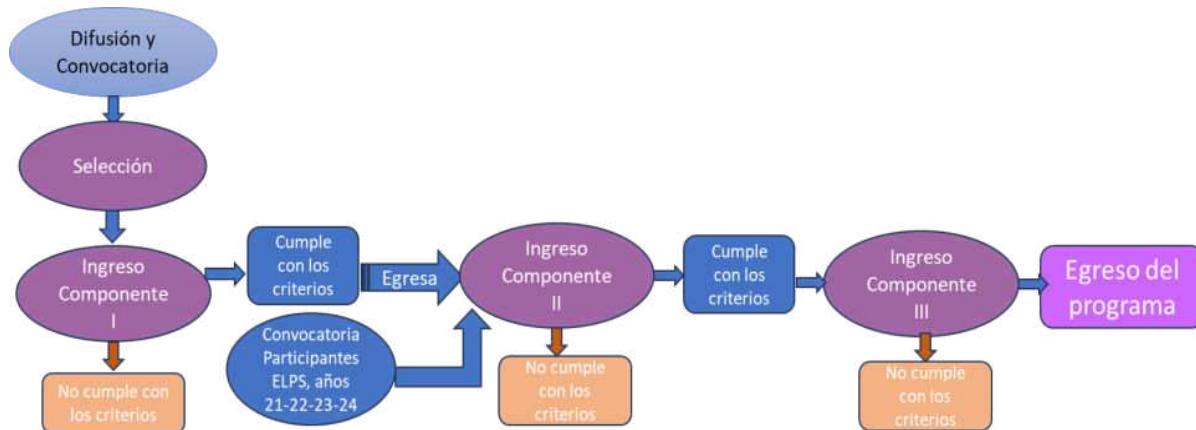 Difusión y
Convocatoria
Selección
Ingreso
Componente
I
No cumple con
los criterios
Cumple
con los
criterios
Egresa
Convocatoria
Participantes
ELPS, años
21-22-23-24
Ingreso
Componente
II
No cumple
con los
criterios
Cumple
con los
criterios
Ingreso
Componente
III
No cumple
con los
criterios
Egreso del
programa